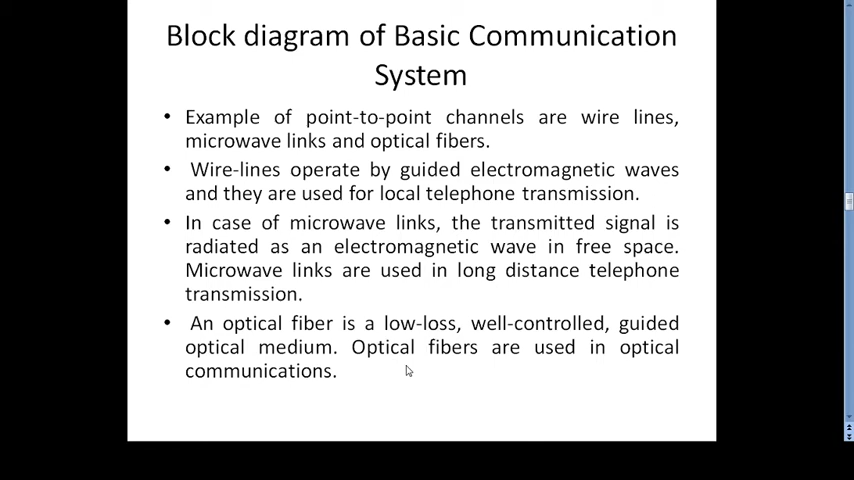 Block diagram of Basic Communication
System
• Example of point-to-point channels are wire lines,
microwave links and optical fibers.
• Wire-lines operate by guided electromagnetic waves
and they are used for local telephone transmission.
• In case of microwave links, the transmitted signal is
radiated as an electromagnetic wave in free space.
Microwave links are used in long distance telephone
transmission.
• An optical fiber is a low-loss, well-controlled, guided
optical medium. Optical fibers are used in optical
communications.